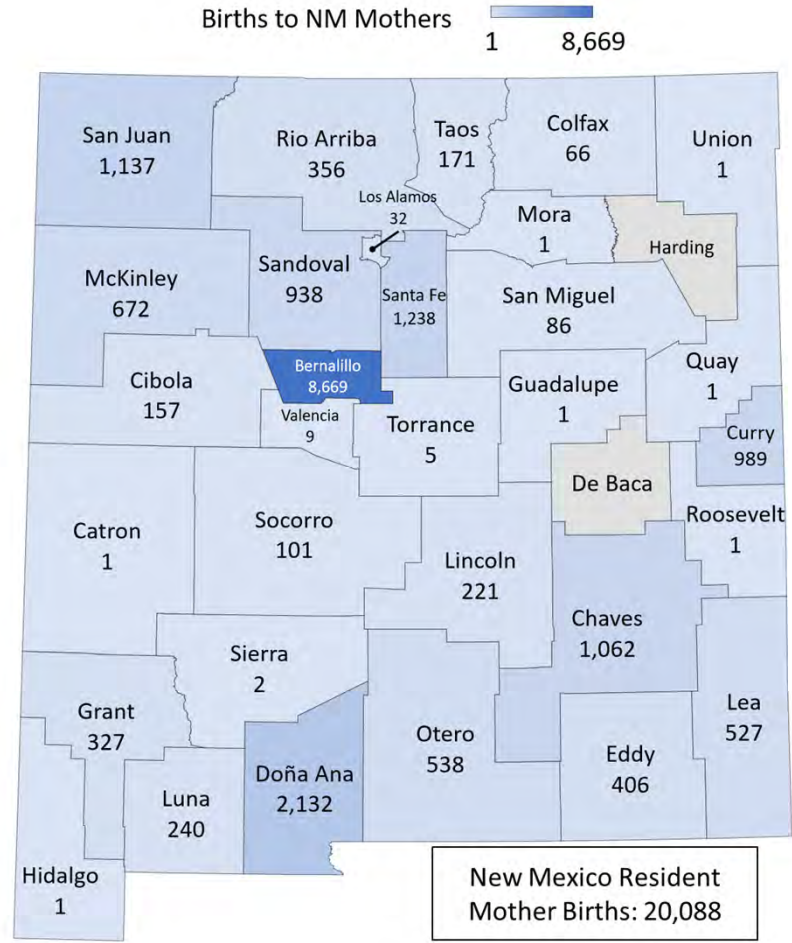 Births to NM Mothers
1 8,669
San Juan
1,137
Rio Arriba
356
Taos
171
Colfax
66
Union
1
Los Alamos
32
Mora
1
Harding
McKinley
672
Sandoval
938
Santa Fe
1,238
San Miguel
86
Cibola
157
Bernalillo
8,669
Valencia
9
Torrance
5
Guadalupe
1
Quay
1
Curry
989
De Baca
Roosevelt
1
Catron
1
Socorro
101
Lincoln
221
Chaves
1,062
Sierra
2
Grant
327
Doña Ana
2,132
Otero
538
Eddy
406
Lea
527
Luna
240
Hidalgo
1
New Mexico Resident
Mother Births: 20,088